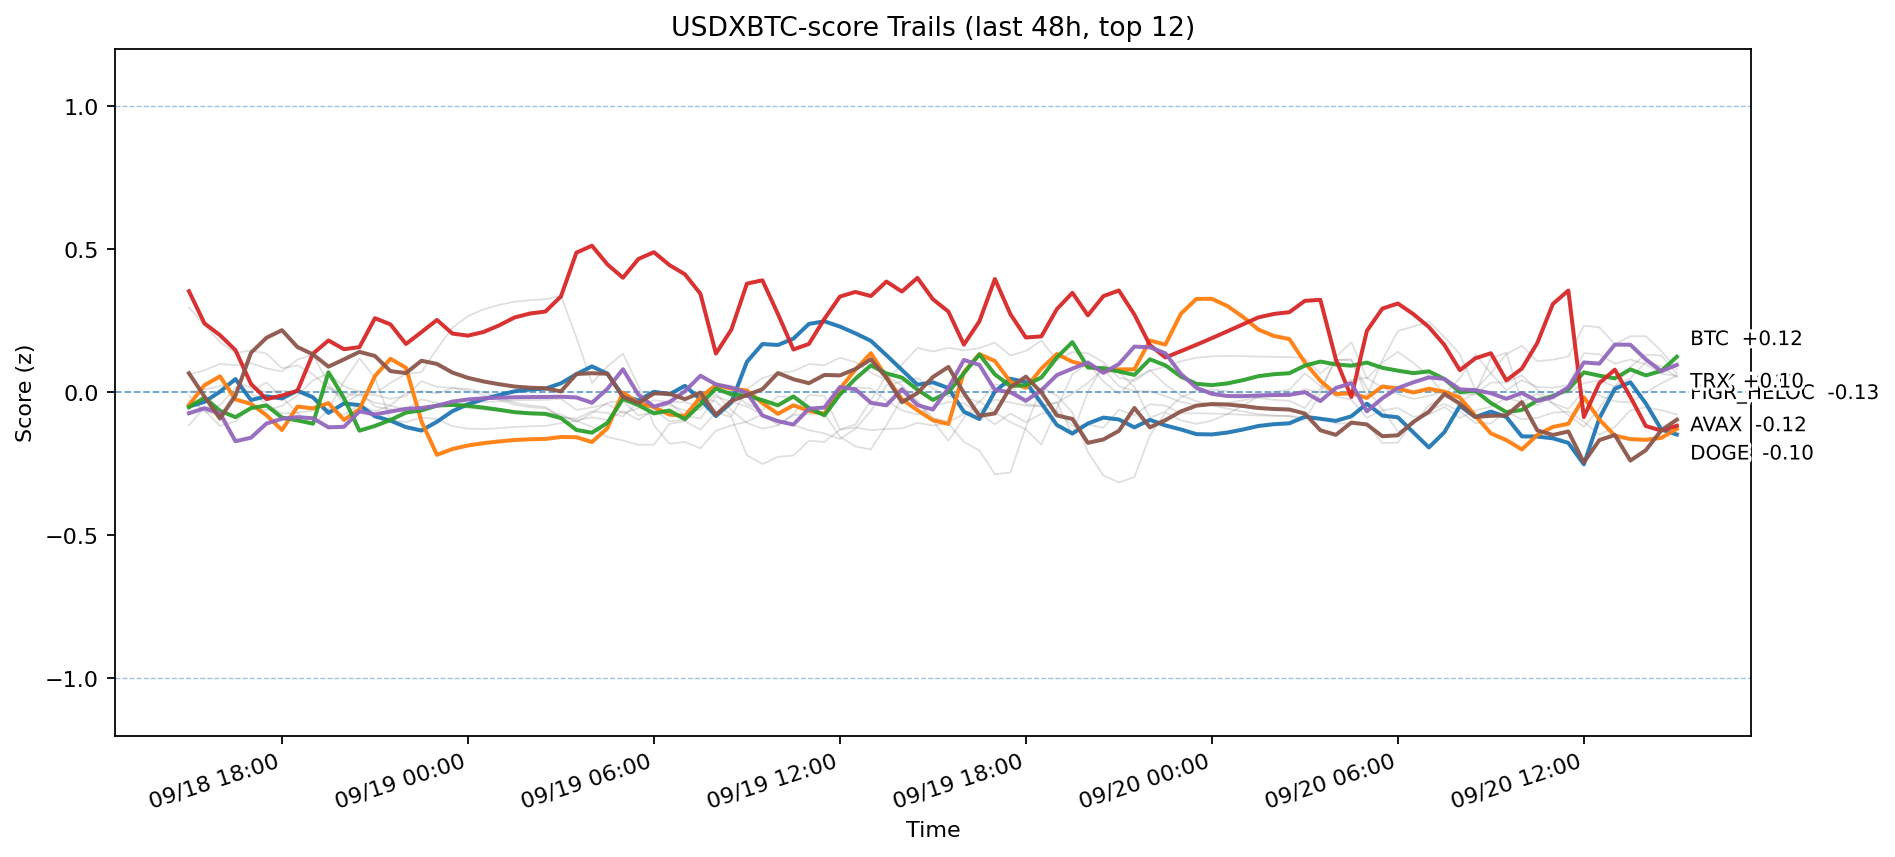 USDXBTC-score Trails (last 48h, top 12)
Score (z)
1.0
0.5
0.0
−0.5
−1.0
BTC +0.12
TRX +0.10
FIGR_HELOC -0.13
AVAX -0.12
DOGE -0.10
09/18 18:00
09/19 00:00
09/19 06:00
09/19 12:00
09/19 18:00
09/20 00:00
09/20 06:00
09/20 12:00
Time